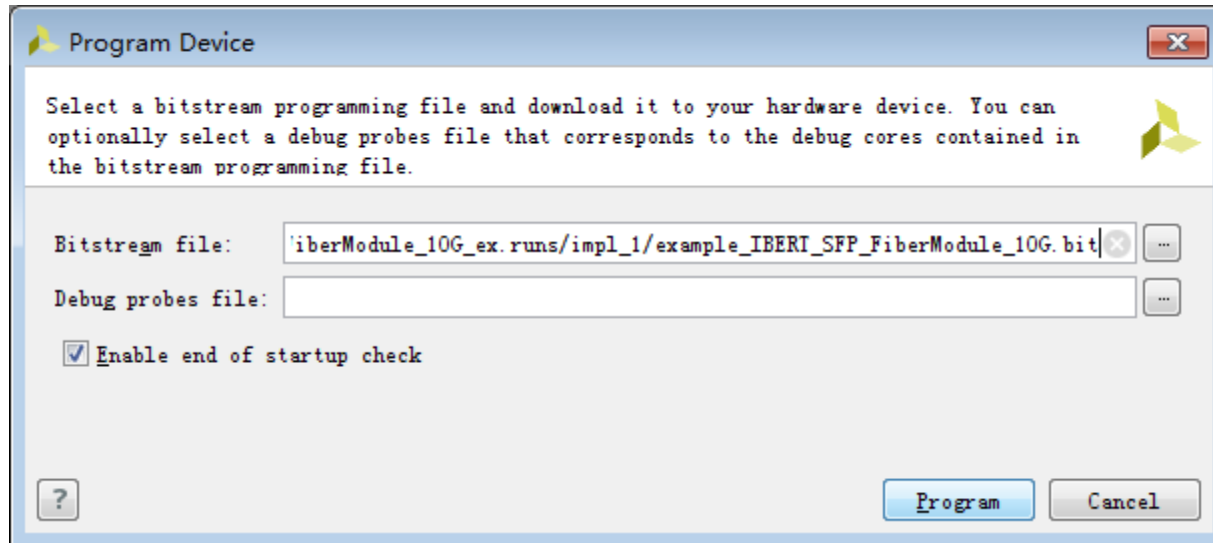 Program Device
Select a bitstream programming file and download it to your hardware device. You can
optionally select a debug probes file that corresponds to the debug cores contained in
the bitstream programming file.
Bitstream file: iberModule_10G_ex.runs/impl_1/example_IBERT_SFP_FiberModule_10G.bit ...
Debug probes file: ...
Enable end of startup check
? Program Cancel